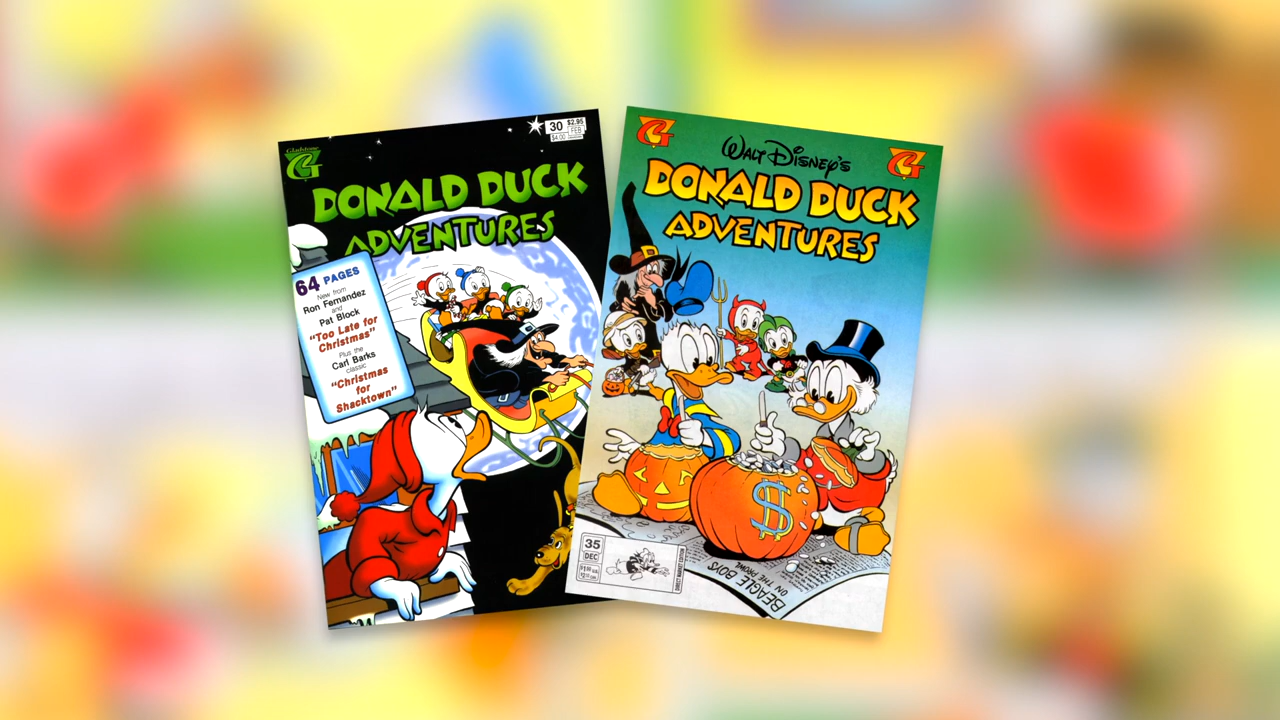 Gladstone
G
30
$2.95
$4.00
FEB
DONALD DUCK
ADVENTURES
64 PAGES
New from
Ron Fernandez
and
Pat Block
"Too Late for
Christmas"
Plus the
Carl Barks
classic
"Christmas
for
Shacktown"
G
G
WALT DISNEY'S
DONALD DUCK
ADVENTURES
$
35
DEC
BEAGLE BOYS
ON THE PROWL